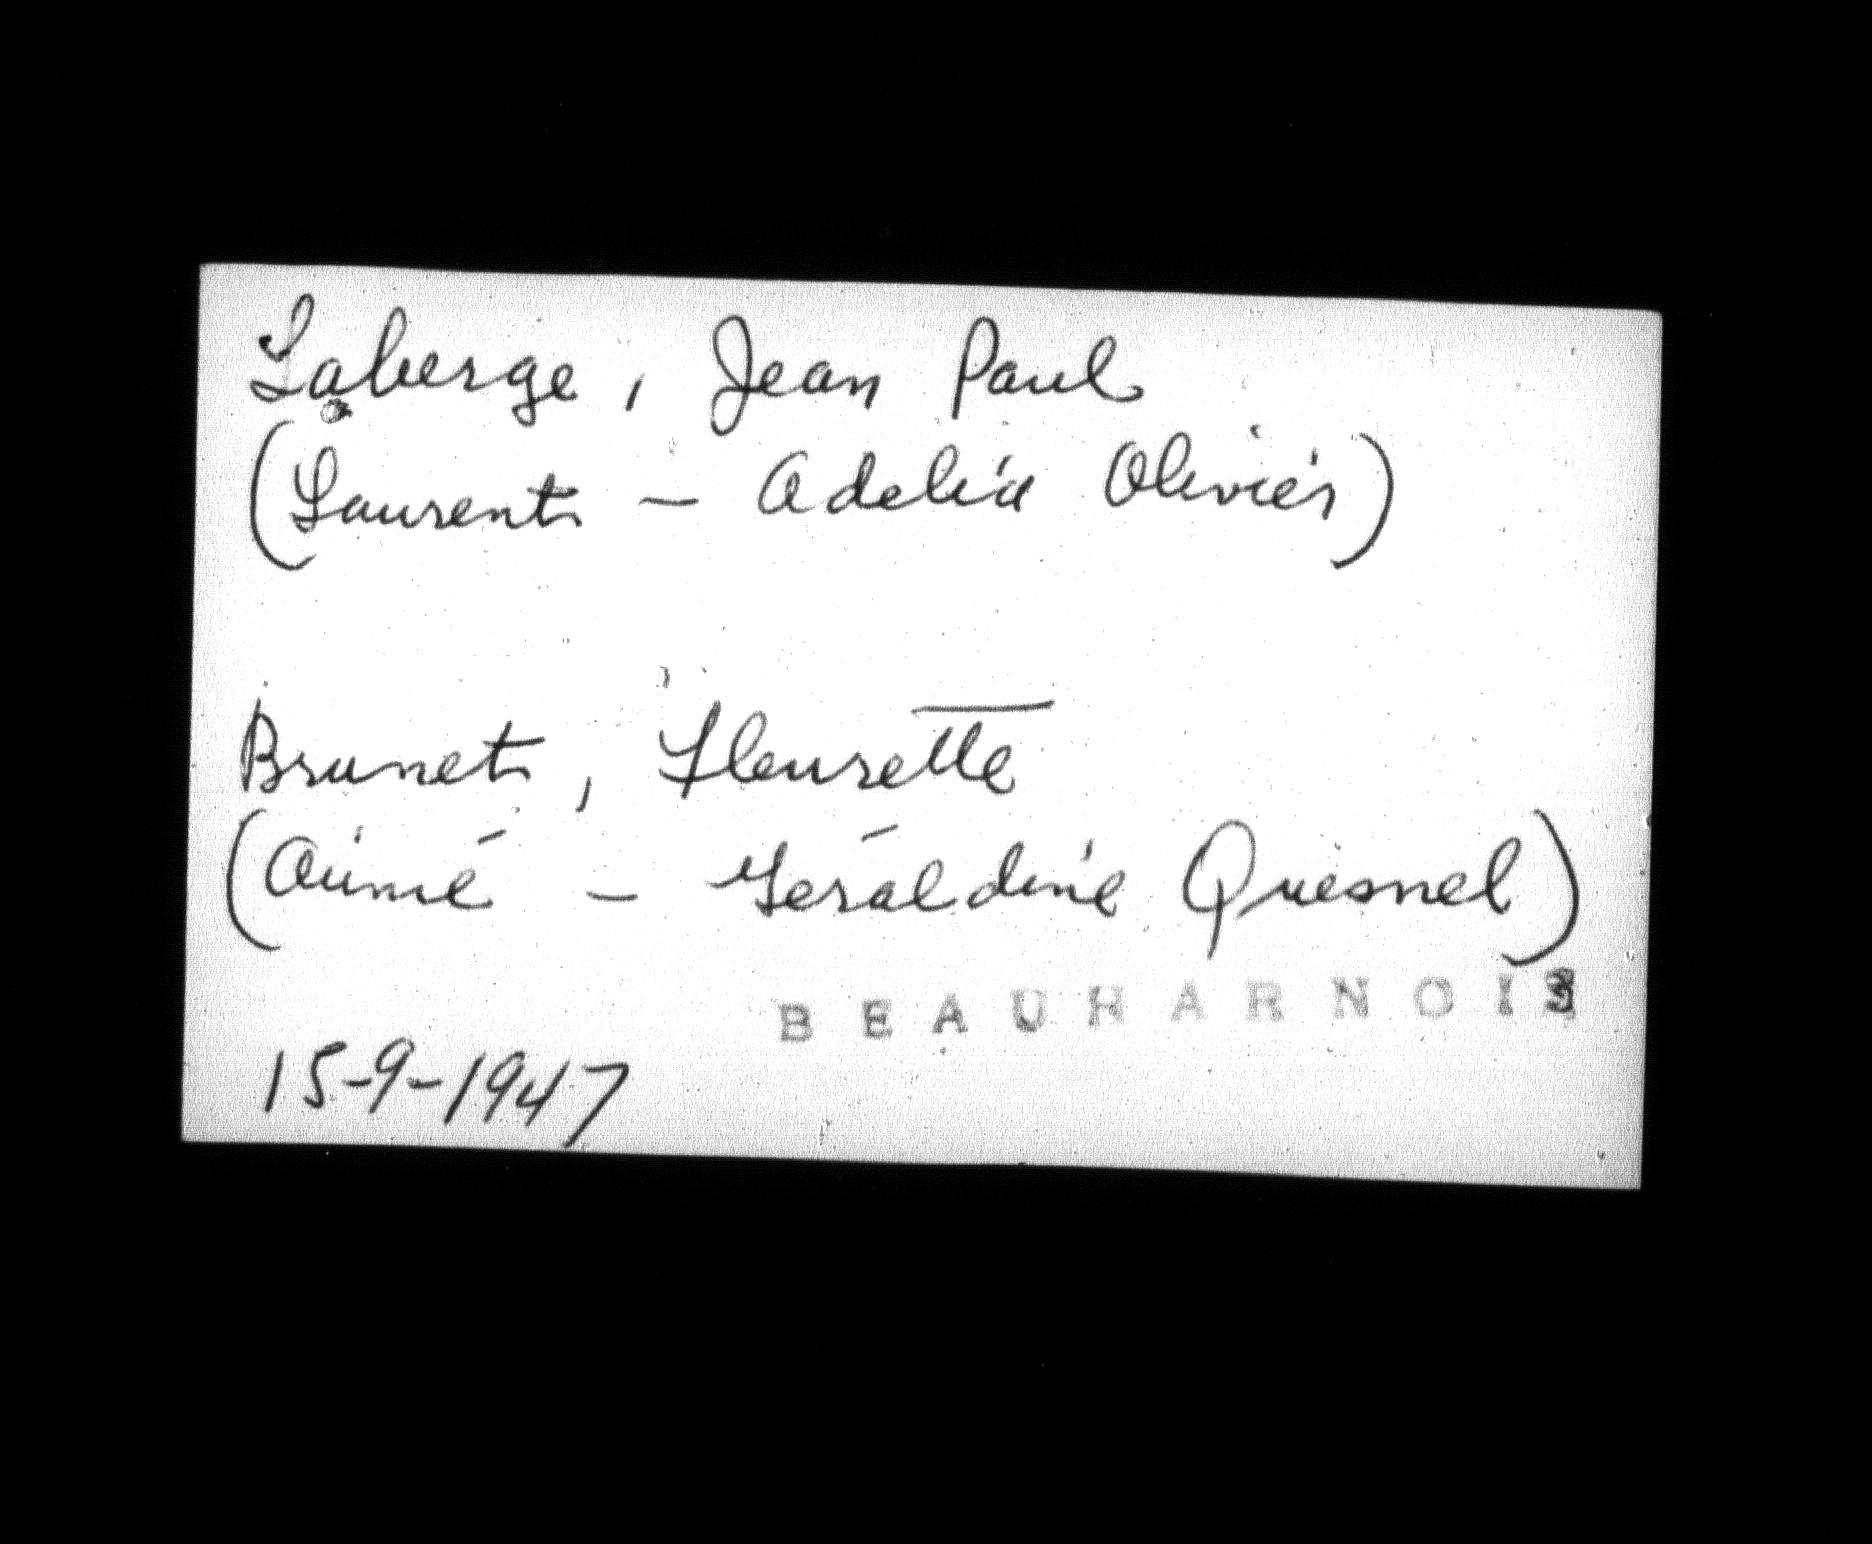 Laberge, Jean Paul
(Laurent - Adelia Olivier)
Brunet, Fleurette
(Aimé - Géraldine Quesnel)
BEAUHARNOIS
15-9-1947